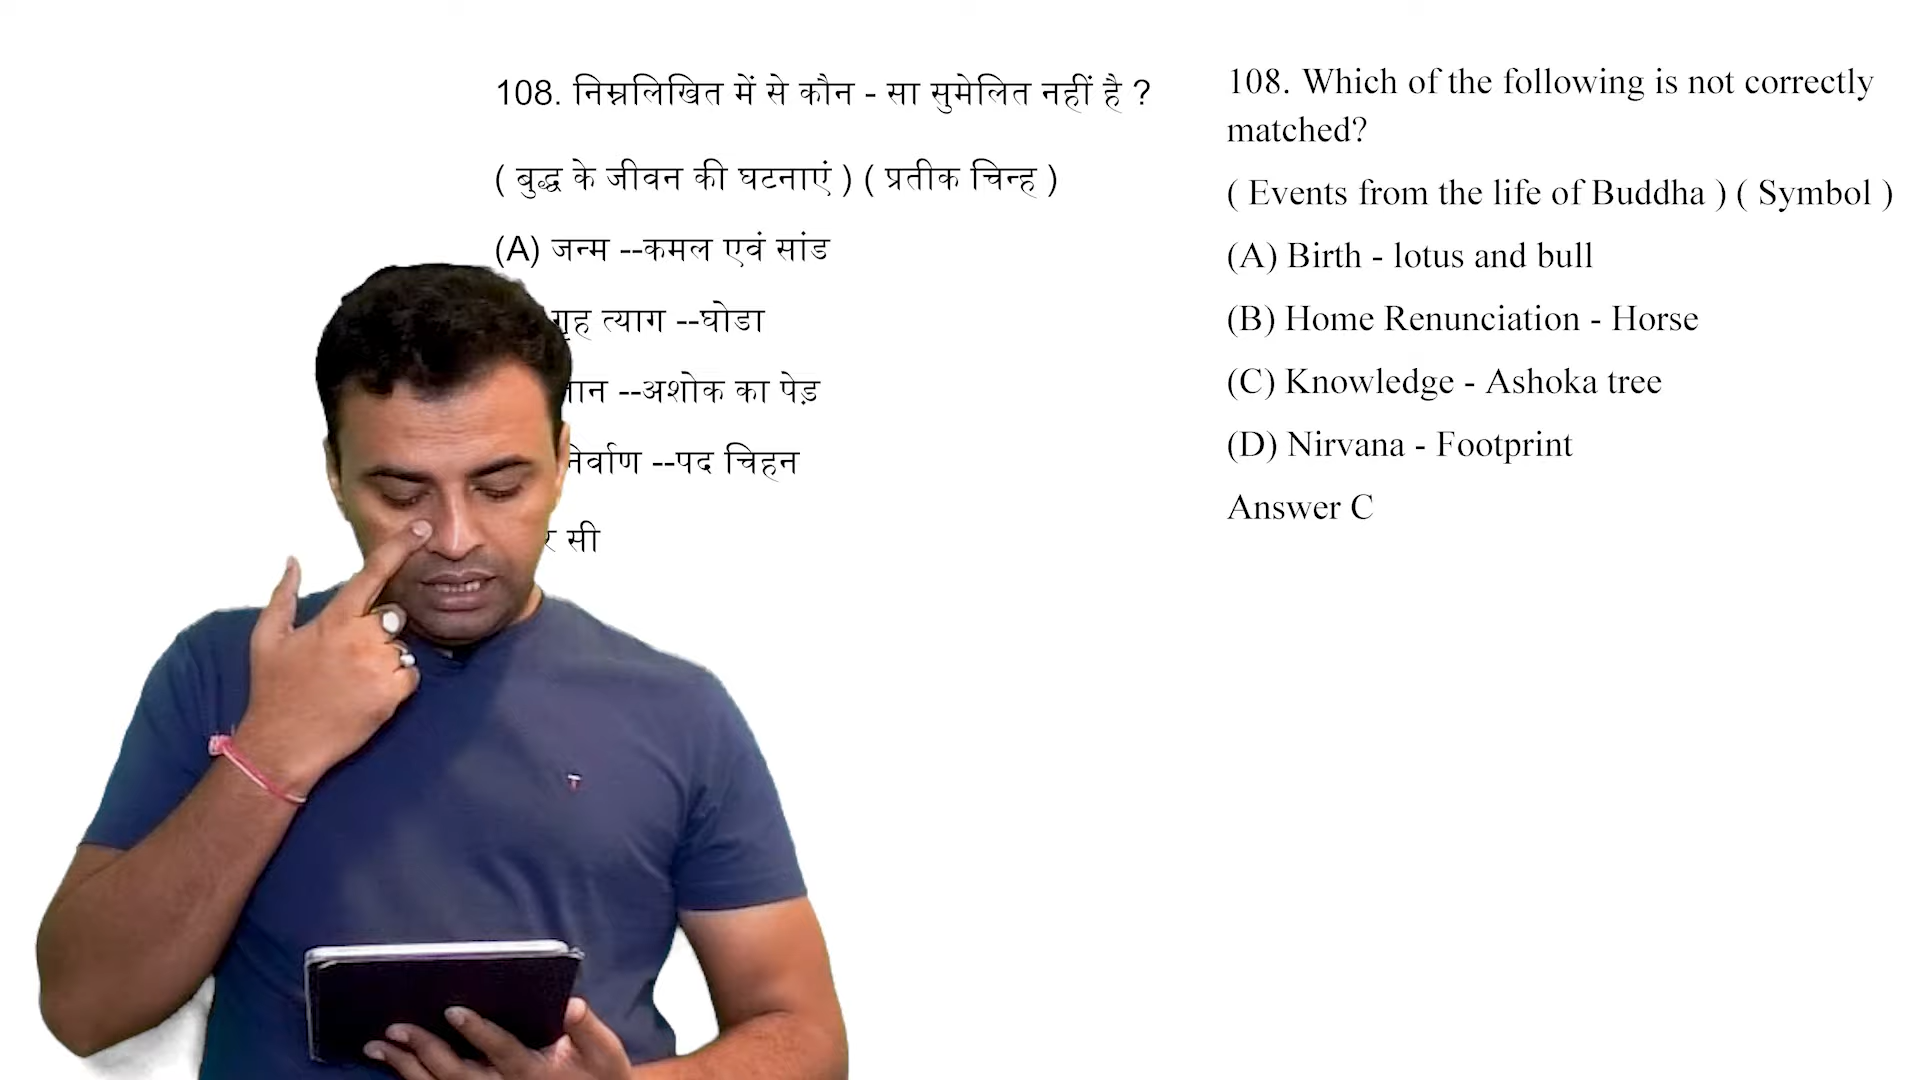 108. निम्नलिखित में से कौन - सा सुमेलित नहीं है ?
( बुद्ध के जीवन की घटनाएं ) ( प्रतीक चिन्ह )
(A) जन्म --कमल एवं सांड
गृह त्याग --घोडा
--अशोक का पेड़
--पद चिहन
सी
108. Which of the following is not correctly
matched?
( Events from the life of Buddha ) ( Symbol )
(A) Birth - lotus and bull
(B) Home Renunciation - Horse
(C) Knowledge - Ashoka tree
(D) Nirvana - Footprint
Answer C